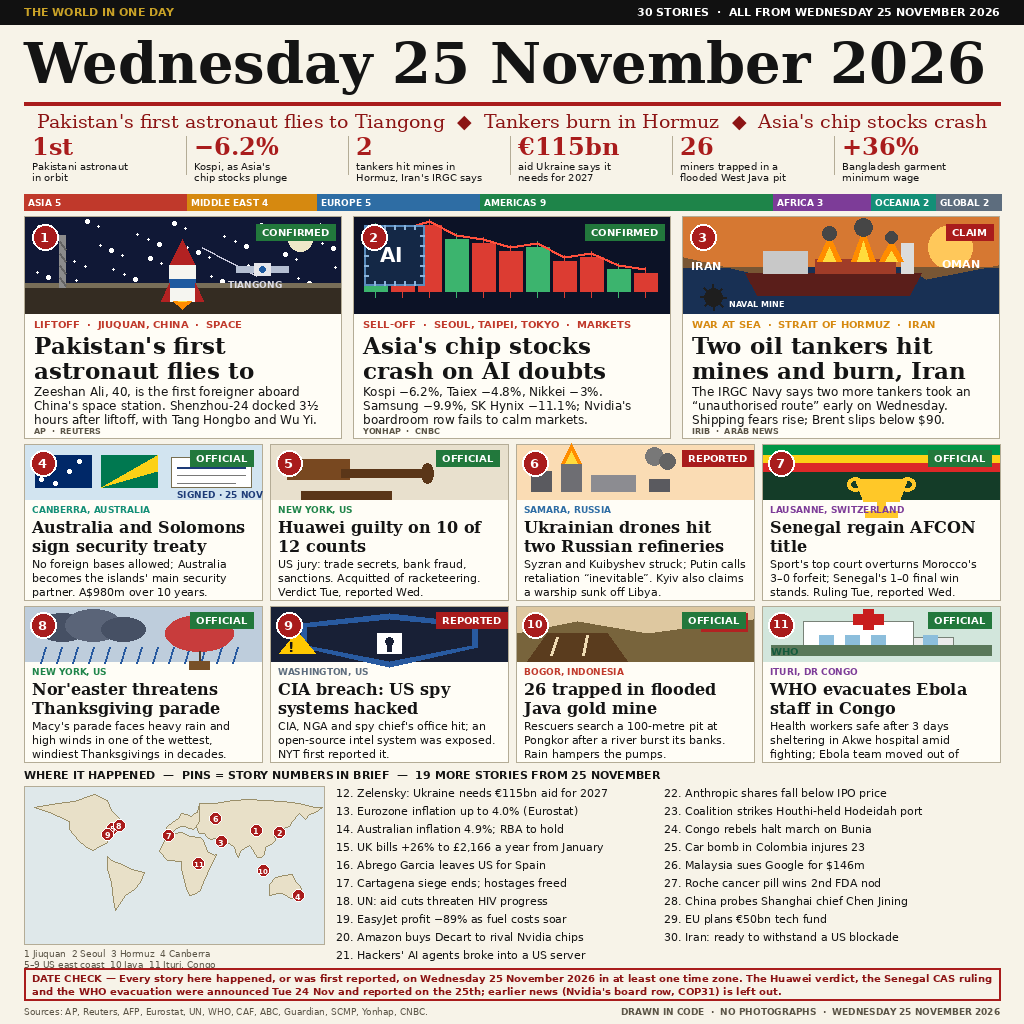 THE WORLD IN ONE DAY
30 STORIES · ALL FROM WEDNESDAY 25 NOVEMBER 2026
Wednesday 25 November 2026
Pakistan's first astronaut flies to Tiangong ◆ Tankers burn in Hormuz ◆ Asia's chip stocks crash
1st
Pakistani astronaut
in orbit
−6.2%
Kospi, as Asia's
chip stocks plunge
2
tankers hit mines in
Hormuz, Iran's IRGC says
€115bn
aid Ukraine says it
needs for 2027
26
miners trapped in a
flooded West Java pit
+36%
Bangladesh garment
minimum wage
ASIA 5
MIDDLE EAST 4
EUROPE 5
AMERICAS 9
AFRICA 3
OCEANIA 2
GLOBAL 2
1
CONFIRMED
TIANGONG
LIFTOFF · JIUQUAN, CHINA · SPACE
Pakistan's first
astronaut flies to
Zeeshan Ali, 40, is the first foreigner aboard
China's space station. Shenzhou-24 docked 3½
hours after liftoff, with Tang Hongbo and Wu Yi.
AP · REUTERS
2
AI
CONFIRMED
SELL-OFF · SEOUL, TAIPEI, TOKYO · MARKETS
Asia's chip stocks
crash on AI doubts
Kospi −6.2%, Taiex −4.8%, Nikkei −3%.
Samsung −9.9%, SK Hynix −11.1%; Nvidia's
boardroom row fails to calm markets.
YONHAP · CNBC
3
CLAIM
IRAN
OMAN
NAVAL MINE
WAR AT SEA · STRAIT OF HORMUZ · IRAN
Two oil tankers hit
mines and burn, Iran
The IRGC Navy says two more tankers took an
“unauthorised route” early on Wednesday.
Shipping fears rise; Brent slips below $90.
IRIB · ARAB NEWS
4
OFFICIAL
SIGNED · 25 NOV
CANBERRA, AUSTRALIA
Australia and Solomons
sign security treaty
No foreign bases allowed; Australia
becomes the islands' main security
partner. A$980m over 10 years.
5
OFFICIAL
NEW YORK, US
Huawei guilty on 10 of
12 counts
US jury: trade secrets, bank fraud,
sanctions. Acquitted of racketeering.
Verdict Tue, reported Wed.
6
REPORTED
SAMARA, RUSSIA
Ukrainian drones hit
two Russian refineries
Syzran and Kuibyshev struck; Putin calls
retaliation “inevitable”. Kyiv also claims
a warship sunk off Libya.
7
OFFICIAL
LAUSANNE, SWITZERLAND
Senegal regain AFCON
title
Sport's top court overturns Morocco's
3–0 forfeit; Senegal's 1–0 final win
stands. Ruling Tue, reported Wed.
8
OFFICIAL
NEW YORK, US
Nor'easter threatens
Thanksgiving parade
Macy's parade faces heavy rain and
high winds in one of the wettest,
windiest Thanksgivings in decades.
9
!
REPORTED
WASHINGTON, US
CIA breach: US spy
systems hacked
CIA, NGA and spy chief's office hit; an
open-source intel system was exposed.
NYT first reported it.
10
OFFICIAL
BOGOR, INDONESIA
26 trapped in flooded
Java gold mine
Rescuers search a 100-metre pit at
Pongkor after a river burst its banks.
Rain hampers the pumps.
11
OFFICIAL
WHO
ITURI, DR CONGO
WHO evacuates Ebola
staff in Congo
Health workers safe after 3 days
sheltering in Akwe hospital amid
fighting; Ebola team moved out of
WHERE IT HAPPENED — PINS = STORY NUMBERS
IN BRIEF — 19 MORE STORIES FROM 25 NOVEMBER
9
8
7
6
3
1
2
11
10
4
1 Jiuquan 2 Seoul 3 Hormuz 4 Canberra
5–9 US east coast 10 Java 11 Ituri, Congo
12. Zelensky: Ukraine needs €115bn aid for 2027
13. Eurozone inflation up to 4.0% (Eurostat)
14. Australian inflation 4.9%; RBA to hold
15. UK bills +26% to £2,166 a year from January
16. Abrego Garcia leaves US for Spain
17. Cartagena siege ends; hostages freed
18. UN: aid cuts threaten HIV progress
19. EasyJet profit −89% as fuel costs soar
20. Amazon buys Decart to rival Nvidia chips
21. Hackers' AI agents broke into a US server
22. Anthropic shares fall below IPO price
23. Coalition strikes Houthi-held Hodeidah port
24. Congo rebels halt march on Bunia
25. Car bomb in Colombia injures 23
26. Malaysia sues Google for $146m
27. Roche cancer pill wins 2nd FDA nod
28. China probes Shanghai chief Chen Jining
29. EU plans €50bn tech fund
30. Iran: ready to withstand a US blockade
DATE CHECK — Every story here happened, or was first reported, on Wednesday 25 November 2026 in at least one time zone. The Huawei verdict, the Senegal CAS ruling
and the WHO evacuation were announced Tue 24 Nov and reported on the 25th; earlier news (Nvidia's board row, COP31) is left out.
Sources: AP, Reuters, AFP, Eurostat, UN, WHO, CAF, ABC, Guardian, SCMP, Yonhap, CNBC.
DRAWN IN CODE · NO PHOTOGRAPHS · WEDNESDAY 25 NOVEMBER 2026